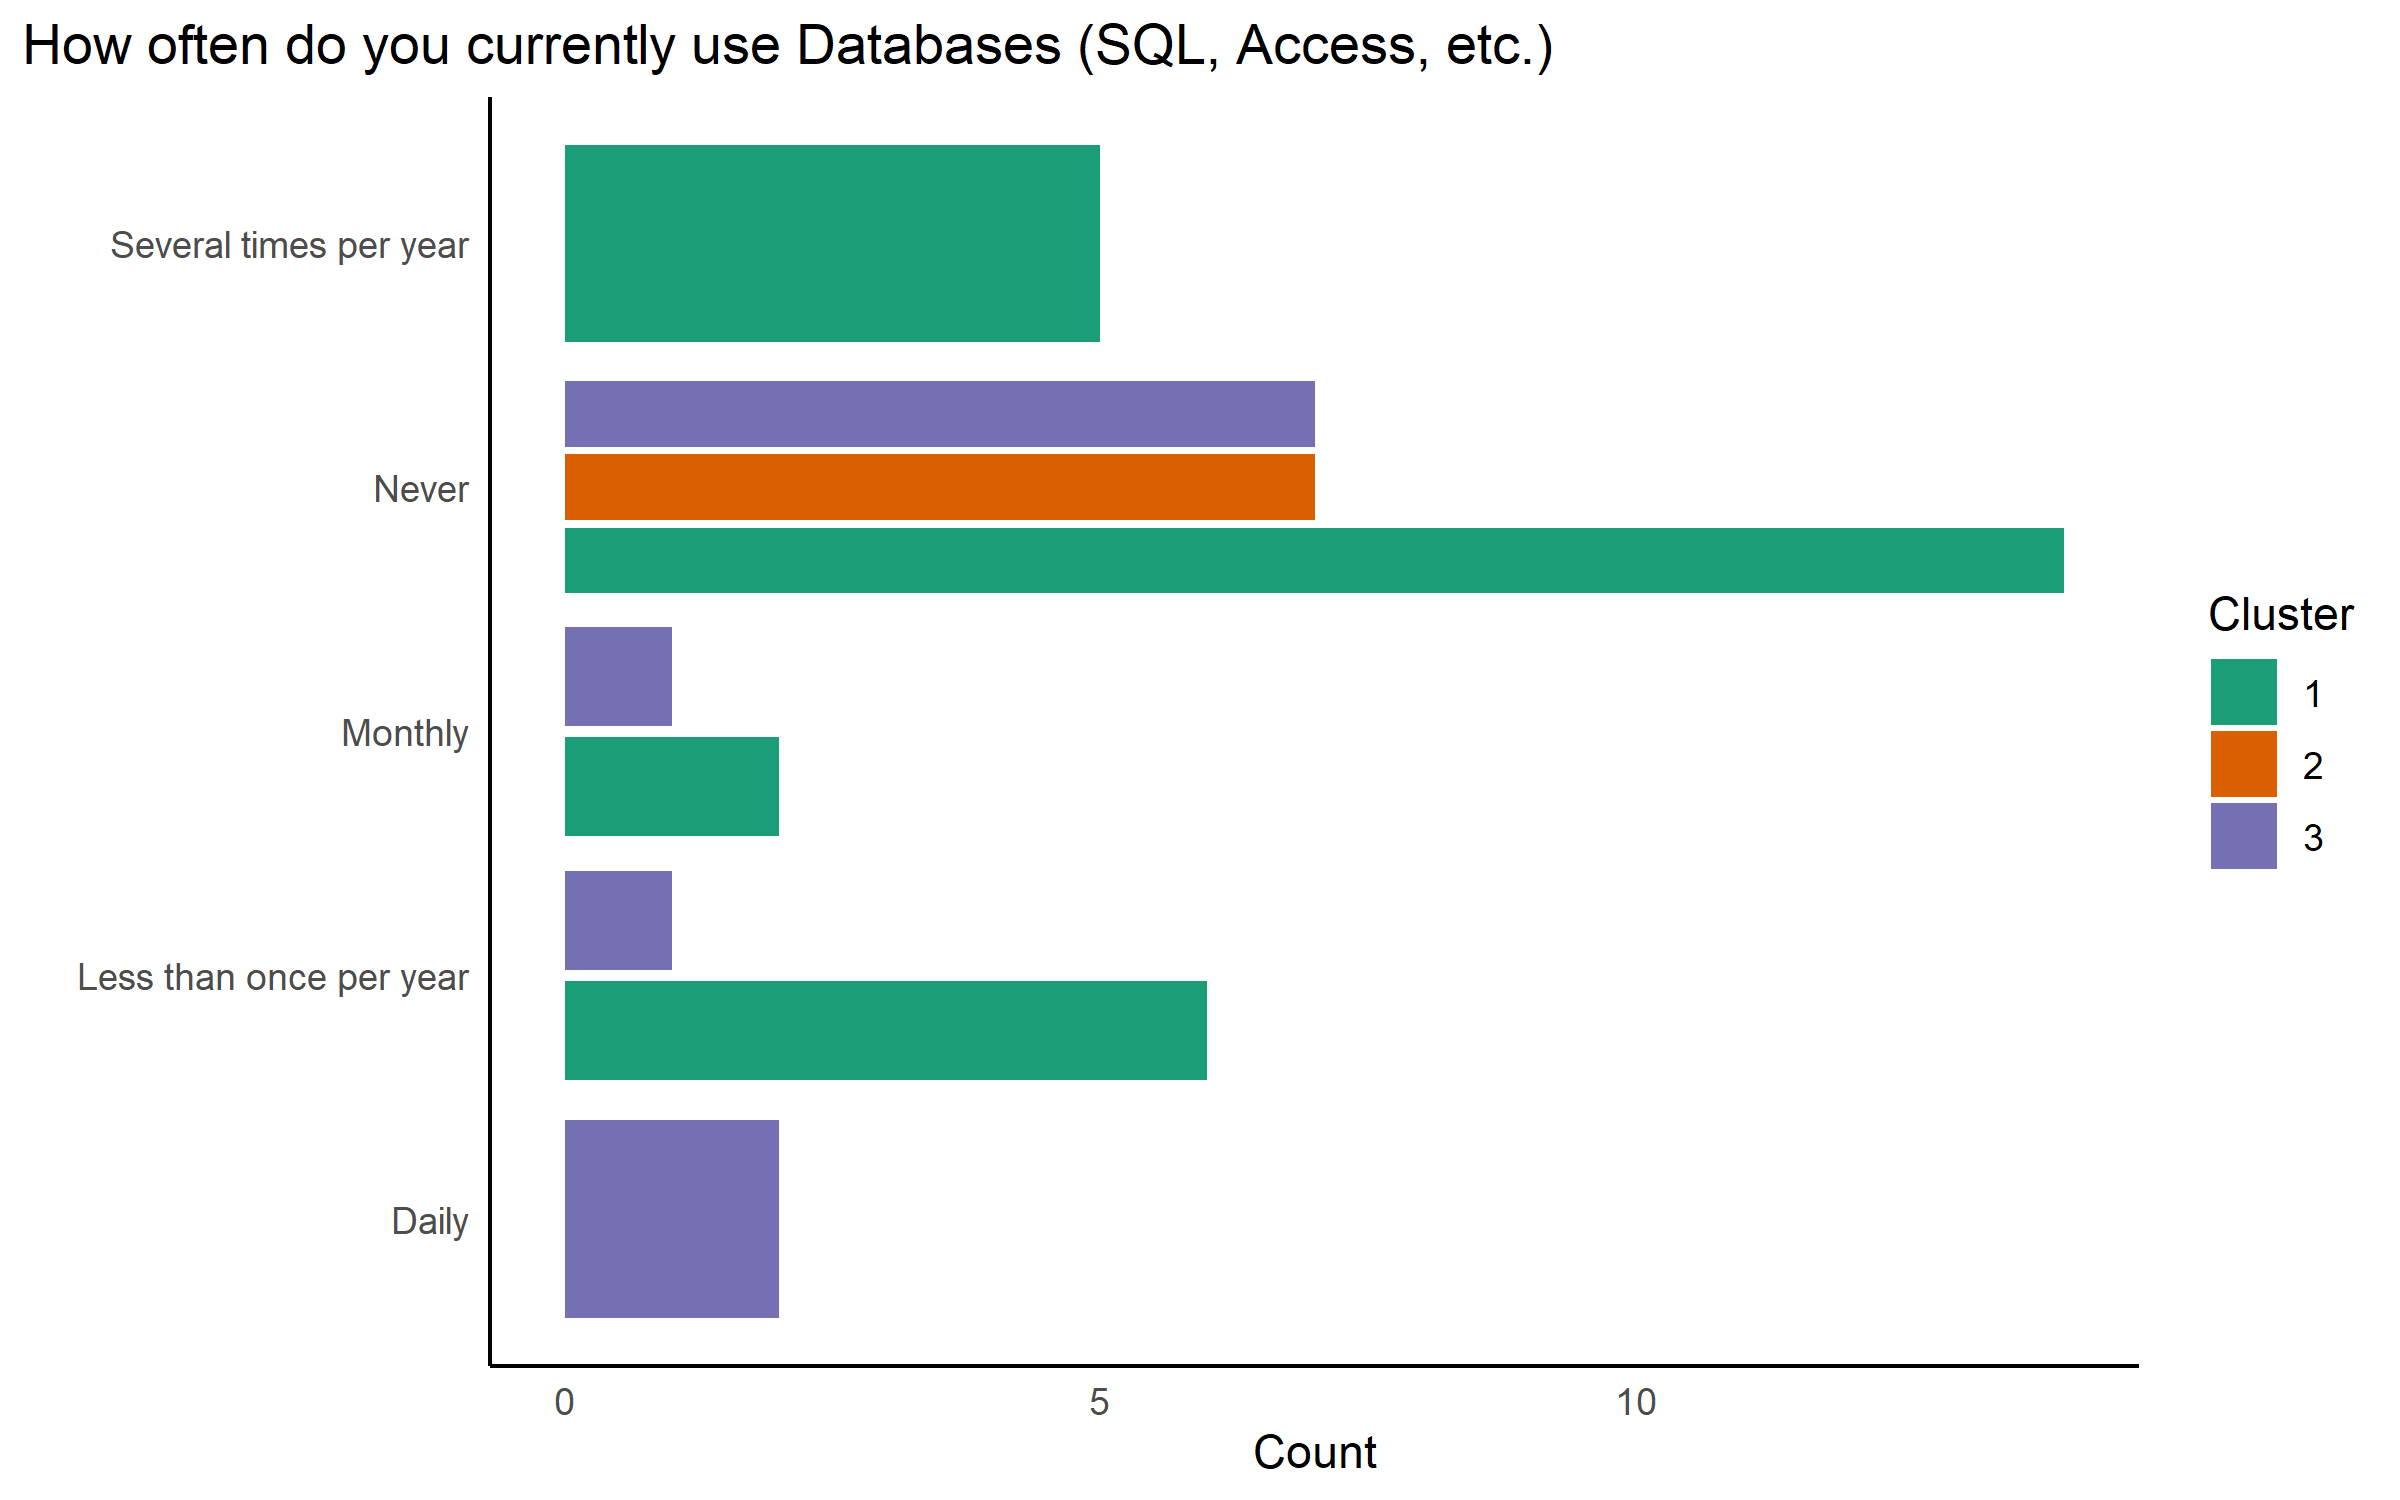 How often do you currently use Databases (SQL, Access, etc.)
Several times per year
Never
Monthly
Less than once per year
Daily
0 5 10
Count
Cluster
1
2
3